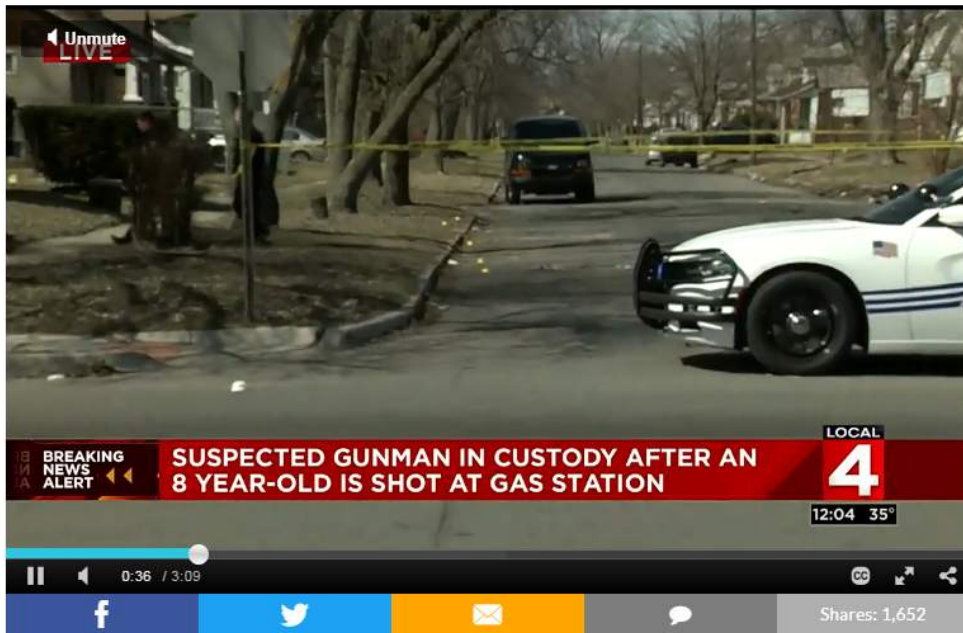 Unmute
LIVE
BREAKING
NEWS
ALERT
SUSPECTED GUNMAN IN CUSTODY AFTER AN
8 YEAR-OLD IS SHOT AT GAS STATION
LOCAL
4
12:04 35°
0:36 / 3:09
CC
f
Shares: 1,652